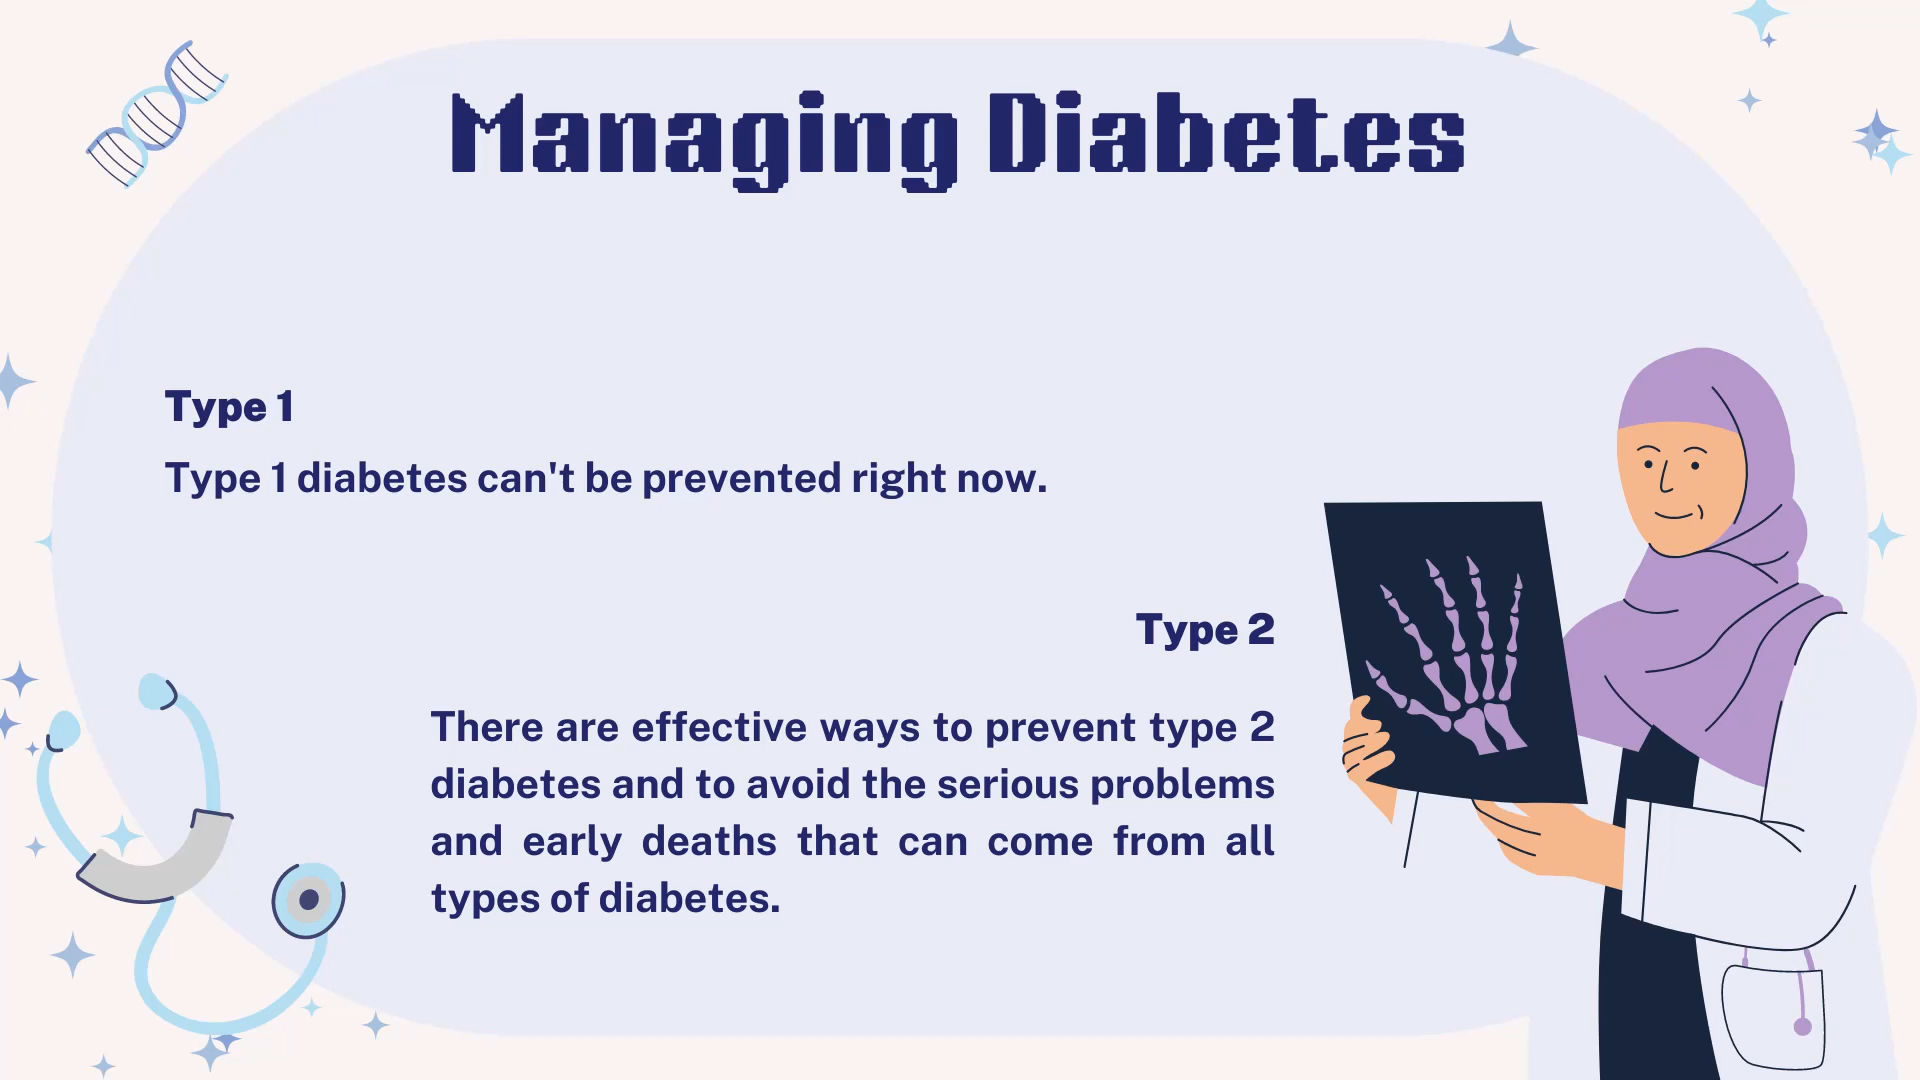 Managing Diabetes
Type 1
Type 1 diabetes can't be prevented right now.
Type 2
There are effective ways to prevent type 2
diabetes and to avoid the serious problems
and early deaths that can come from all
types of diabetes.